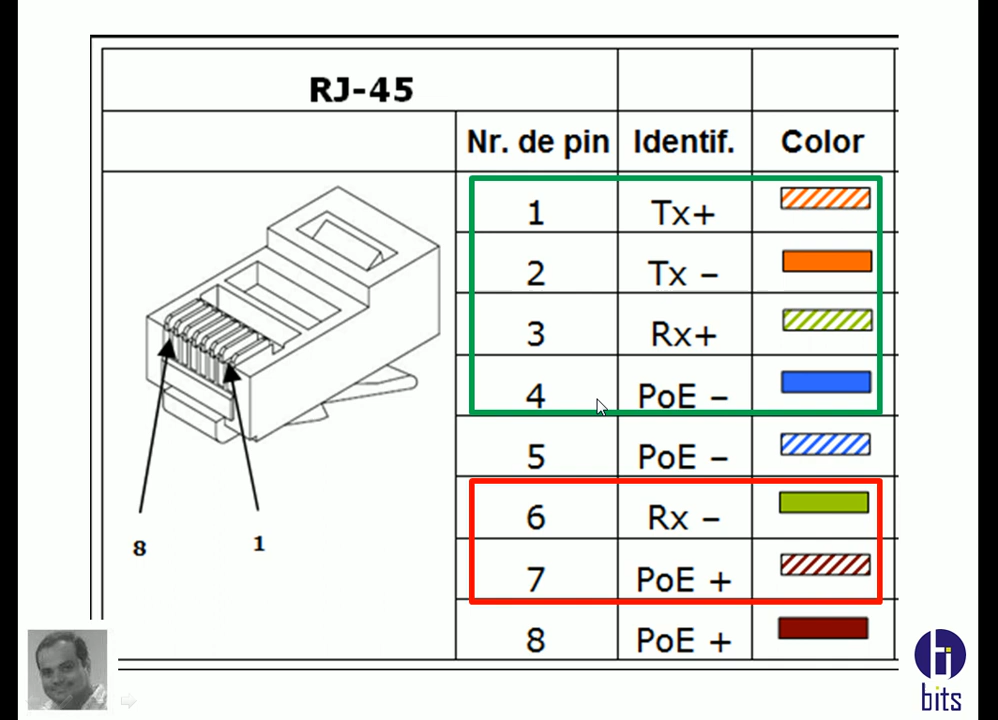 RJ-45
Nr. de pin Identif. Color
1 Tx+
2 Tx –
3 Rx+
4 PoE –
5 PoE –
6 Rx –
7 PoE +
8 PoE +
8 1
bits